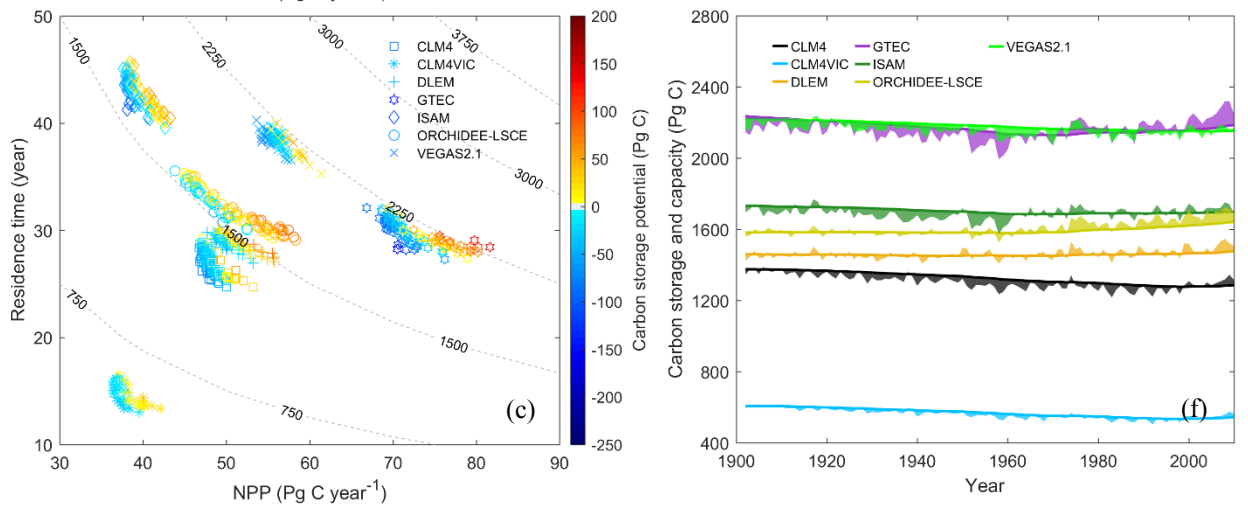 50
40
30
20
10
30
40
50
60
70
80
90
Residence time (year)
NPP (Pg C year⁻¹)
1500
2250
3000
3750
750
1500
2250
3000
1500
750
CLM4
CLM4VIC
DLEM
GTEC
ISAM
ORCHIDEE-LSCE
VEGAS2.1
(c)
200
150
100
50
0
-50
-100
-150
-200
-250
Carbon storage potential (Pg C)
2800
2400
2000
1600
1200
800
400
1900
1920
1940
1960
1980
2000
Carbon storage and capacity (Pg C)
Year
CLM4
CLM4VIC
DLEM
GTEC
ISAM
ORCHIDEE-LSCE
VEGAS2.1
(f)